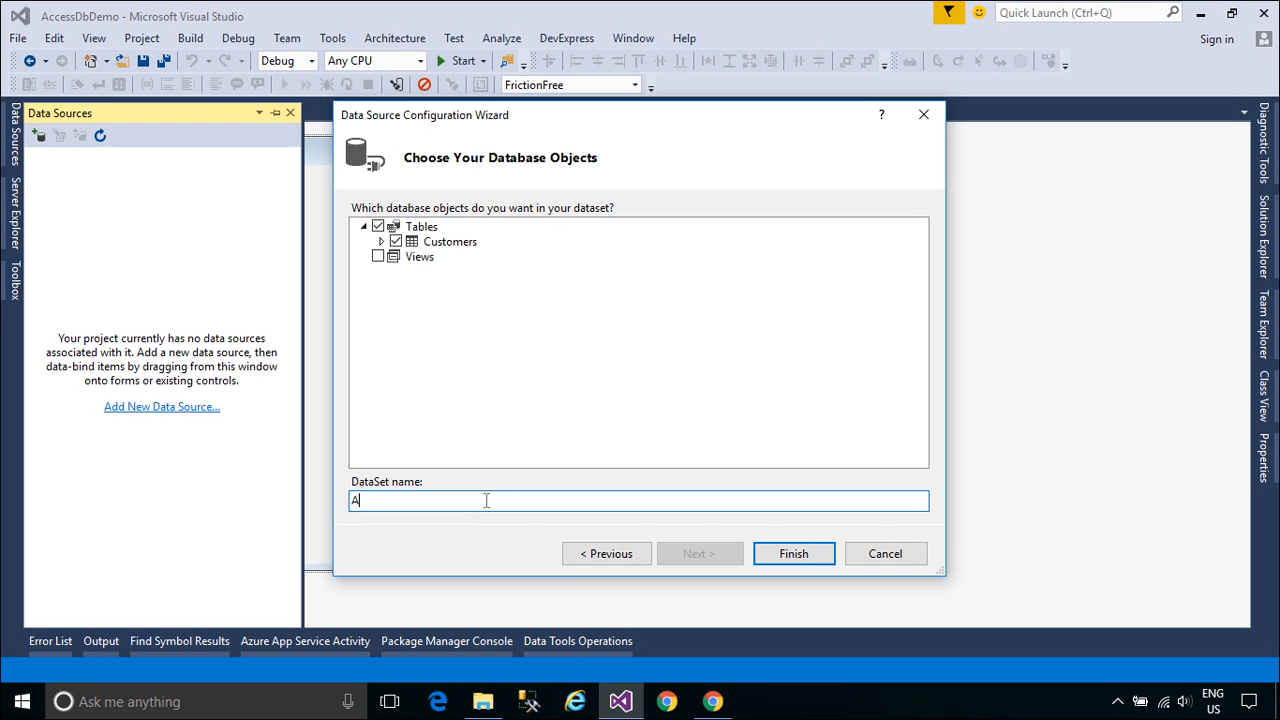 AccessDbDemo - Microsoft Visual Studio
Quick Launch (Ctrl+Q)
File Edit View Project Build Debug Team Tools Architecture Test Analyze DevExpress Window Help
Sign in
Debug Any CPU Start
FrictionFree
Data Sources
Server Explorer
Toolbox
Data Sources
Your project currently has no data sources
associated with it. Add a new data source, then
data-bind items by dragging from this window
onto forms or existing controls.
Add New Data Source...
Data Source Configuration Wizard
?
Choose Your Database Objects
Which database objects do you want in your dataset?
Tables
Customers
Views
DataSet name:
A
< Previous Next > Finish Cancel
Diagnostic Tools
Solution Explorer
Team Explorer
Class View
Properties
Error List Output Find Symbol Results Azure App Service Activity Package Manager Console Data Tools Operations
Ask me anything
ENG
US